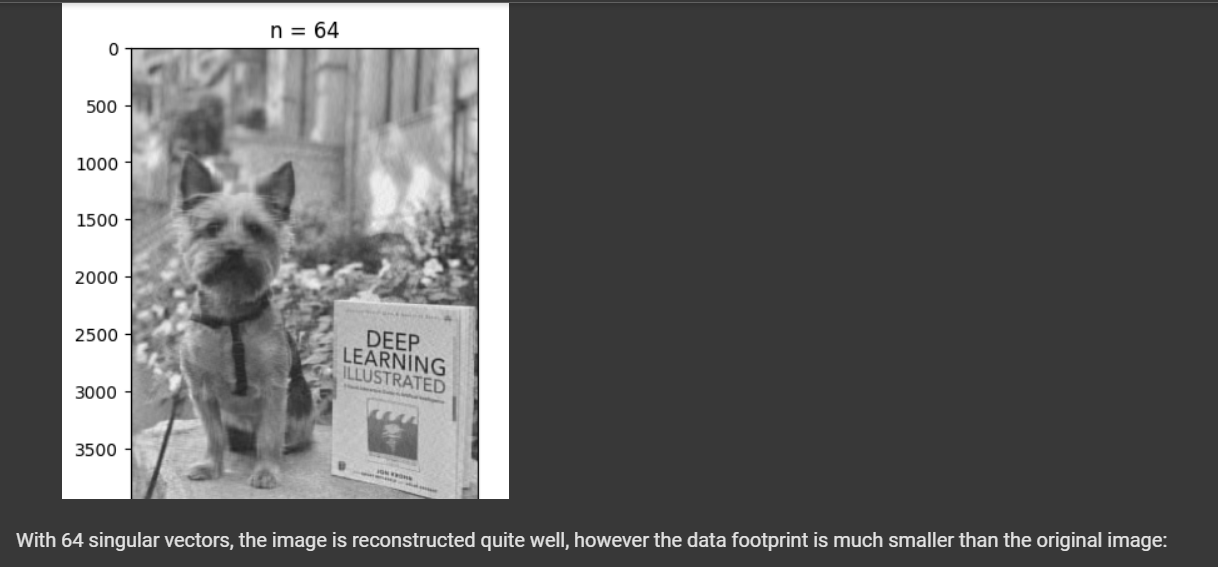 n = 64
0
500
1000
1500
2000
2500
3000
3500
DEEP
LEARNING
ILLUSTRATED
JON KROHN
With 64 singular vectors, the image is reconstructed quite well, however the data footprint is much smaller than the original image: